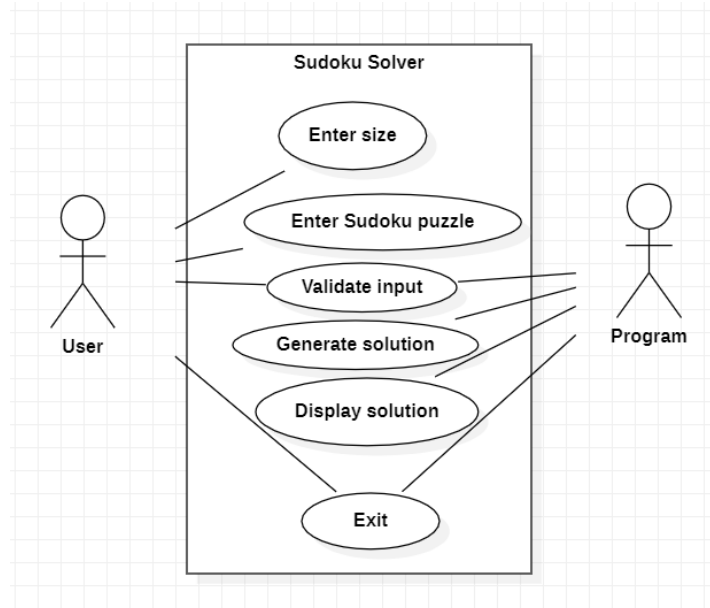 Sudoku Solver
Enter size
Enter Sudoku puzzle
Validate input
Generate solution
Display solution
Exit
User
Program